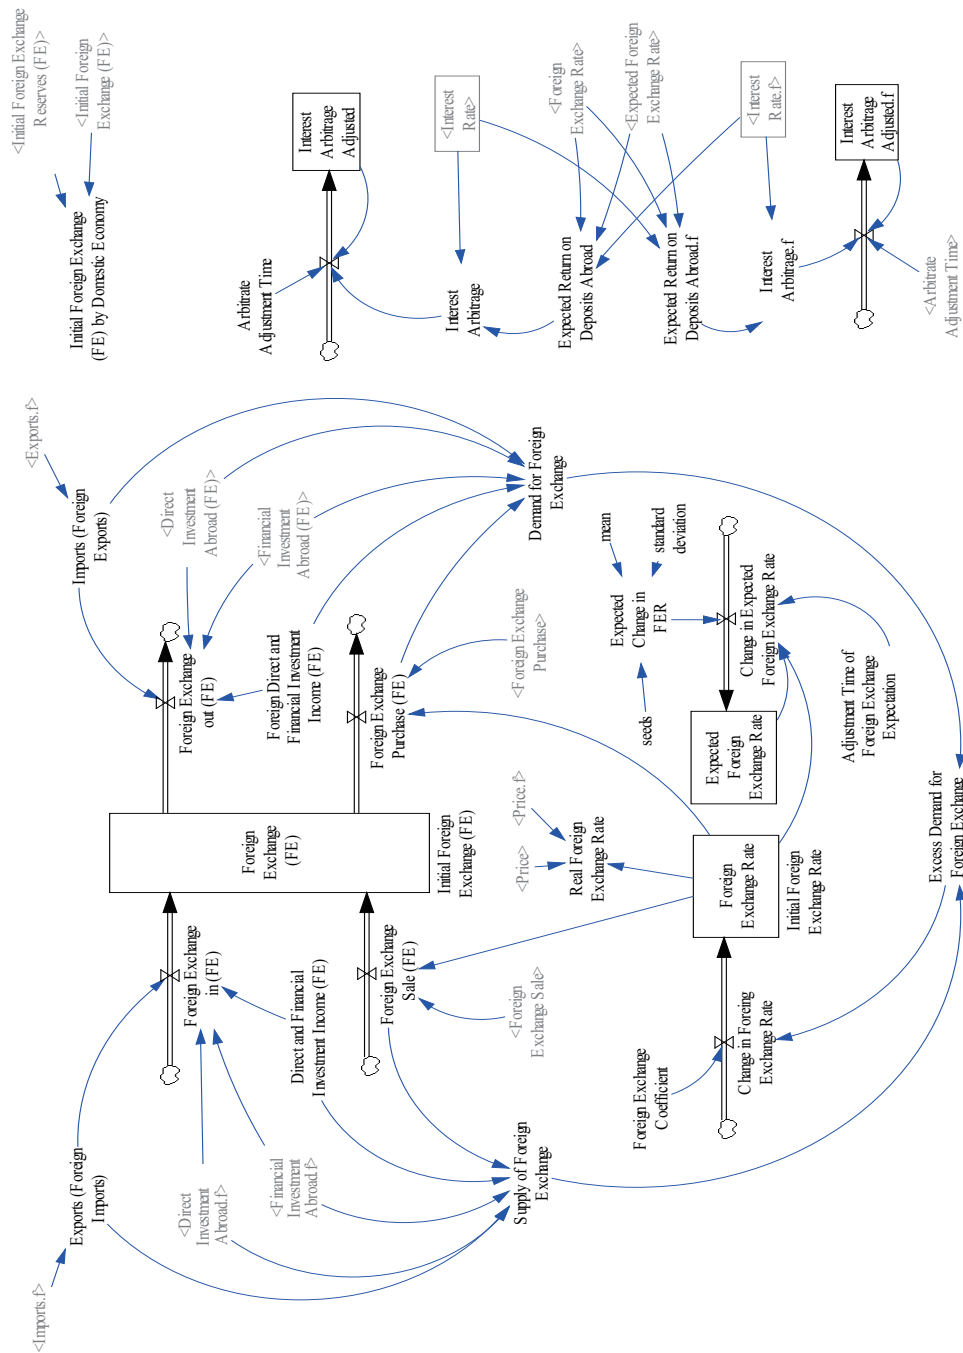 <Imports.f>
Exports (Foreign
Imports)
<Direct
Investment
Abroad.f>
<Financial
Investment
Abroad.f>
Supply of Foreign
Exchange
Foreign Exchange
in (FE)
Direct and Financial
Investment Income (FE)
Foreign Exchange
Sale (FE)
<Foreign
Exchange Sale>
Foreign Exchange
Coefficient
Change in Foreing
Exchange Rate
Foreign
Exchange (FE)
(FE)
Initial Foreign
Exchange (FE)
<Price>
<Price.f>
Real Foreign
Exchange Rate
Foreign
Exchange Rate
Initial Foreign
Exchange Rate
Excess Demand for
Foreign Exchange
<Exports.f>
Imports (Foreign
Exports)
<Direct
Investment
Abroad (FE)>
<Financial
Investment
Abroad (FE)>
Foreign Exchange
out (FE)
Foreign Direct and
Financial Investment
Income (FE)
Foreign Exchange
Purchase (FE)
<Foreign Exchange
Purchase>
Demand for Foreign
Exchange
seeds
Expected
Change in
FER
mean
standard
deviation
Expected
Foreign
Exchange Rate
Change in Expected
Foreign Exchange Rate
Adjustment Time of
Foreign Exchange
Expectation
<Initial Foreign Exchange
Reserves (FE)>
<Initial Foreign
Exchange (FE)>
Initial Foreign Exchange
(FE) by Domestic Economy
Arbitrate
Adjustment Time
Interest
Arbitrage
Adjusted
Interest
Arbitrage
<Interest
Rate>
Expected Return on
Deposits Abroad
<Foreign
Exchange Rate>
<Expected Foreign
Exchange Rate>
Expected Return on
Deposits Abroad.f
<Interest
Rate.f>
Interest
Arbitrage.f
Interest
Arbitrage
Adjusted.f
<Arbitrate
Adjustment Time>